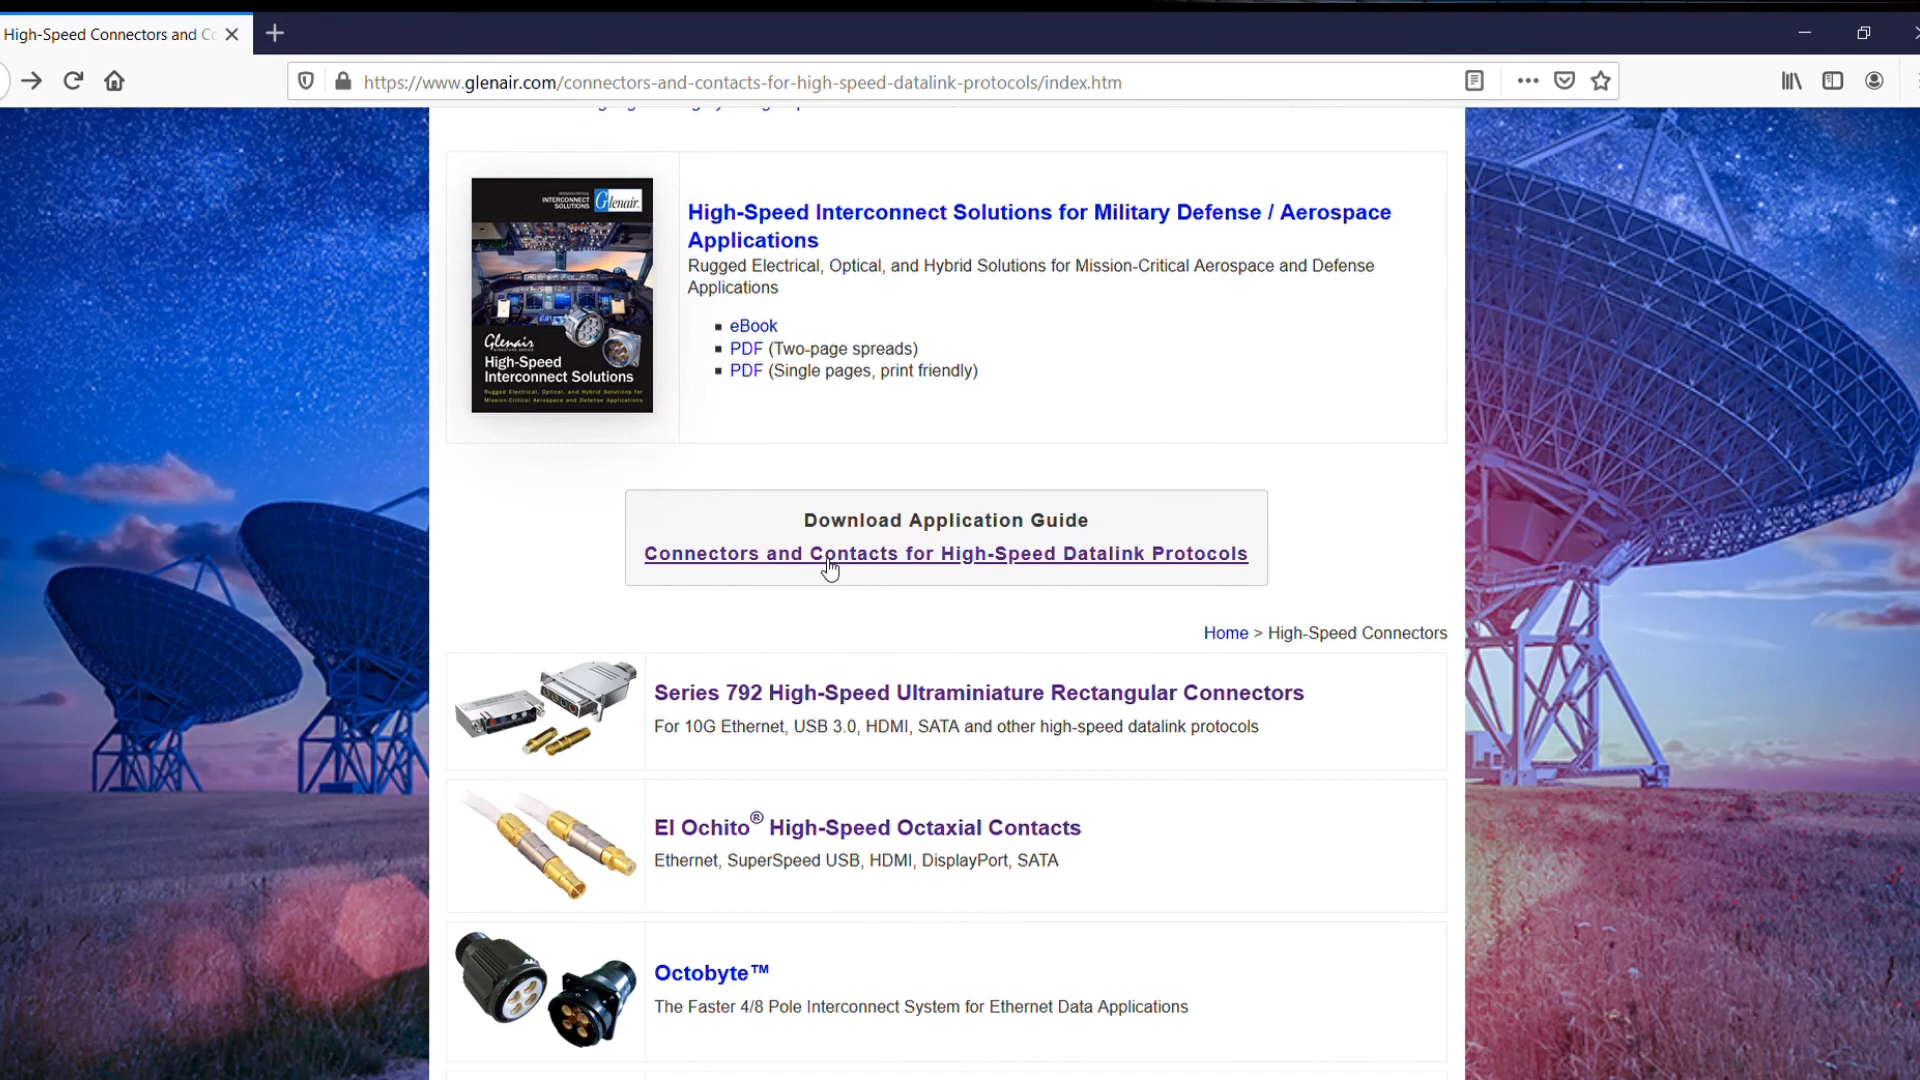 High-Speed Connectors and Co
https://www.glenair.com/connectors-and-contacts-for-high-speed-datalink-protocols/index.htm
MISSION-CRITICAL
INTERCONNECT
SOLUTIONS
Glenair.
Glenair
SIGNATURE SERIES
High-Speed
Interconnect Solutions
Rugged Electrical, Optical, and Hybrid Solutions for
Mission-Critical Aerospace and Defense Applications
High-Speed Interconnect Solutions for Military Defense / Aerospace
Applications
Rugged Electrical, Optical, and Hybrid Solutions for Mission-Critical Aerospace and Defense
Applications
eBook
PDF (Two-page spreads)
PDF (Single pages, print friendly)
Download Application Guide
Connectors and Contacts for High-Speed Datalink Protocols
Home > High-Speed Connectors
Series 792 High-Speed Ultraminiature Rectangular Connectors
For 10G Ethernet, USB 3.0, HDMI, SATA and other high-speed datalink protocols
El Ochito® High-Speed Octaxial Contacts
Ethernet, SuperSpeed USB, HDMI, DisplayPort, SATA
Octobyte™
The Faster 4/8 Pole Interconnect System for Ethernet Data Applications